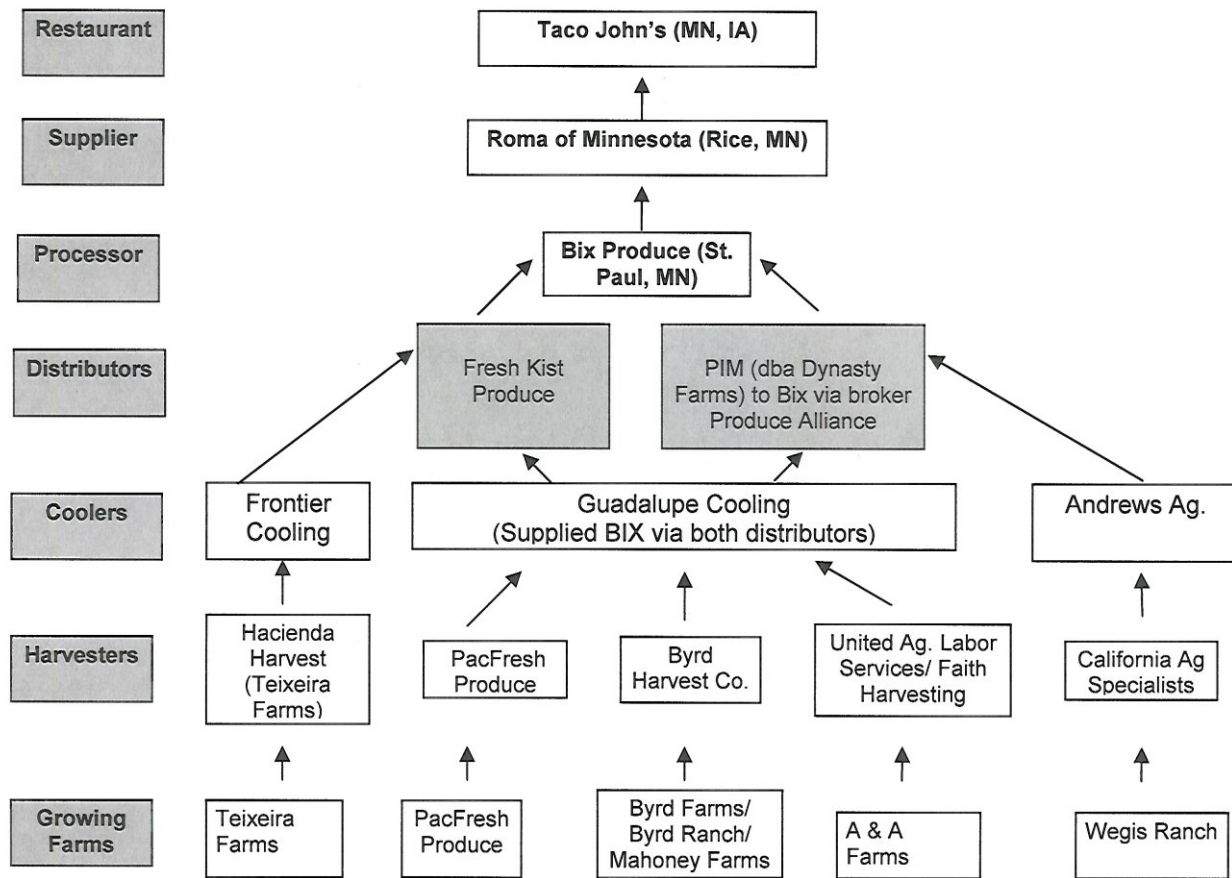 Restaurant
Taco John's (MN, IA)
Supplier
Roma of Minnesota (Rice, MN)
Processor
Bix Produce (St.
Paul, MN)
Distributors
Fresh Kist
Produce
PIM (dba Dynasty
Farms) to Bix via broker
Produce Alliance
Coolers
Frontier
Cooling
Guadalupe Cooling
(Supplied BIX via both distributors)
Andrews Ag.
Harvesters
Hacienda
Harvest
(Teixeira
Farms)
PacFresh
Produce
Byrd
Harvest Co.
United Ag. Labor
Services/ Faith
Harvesting
California Ag
Specialists
Growing
Farms
Teixeira
Farms
PacFresh
Produce
Byrd Farms/
Byrd Ranch/
Mahoney Farms
A & A
Farms
Wegis Ranch